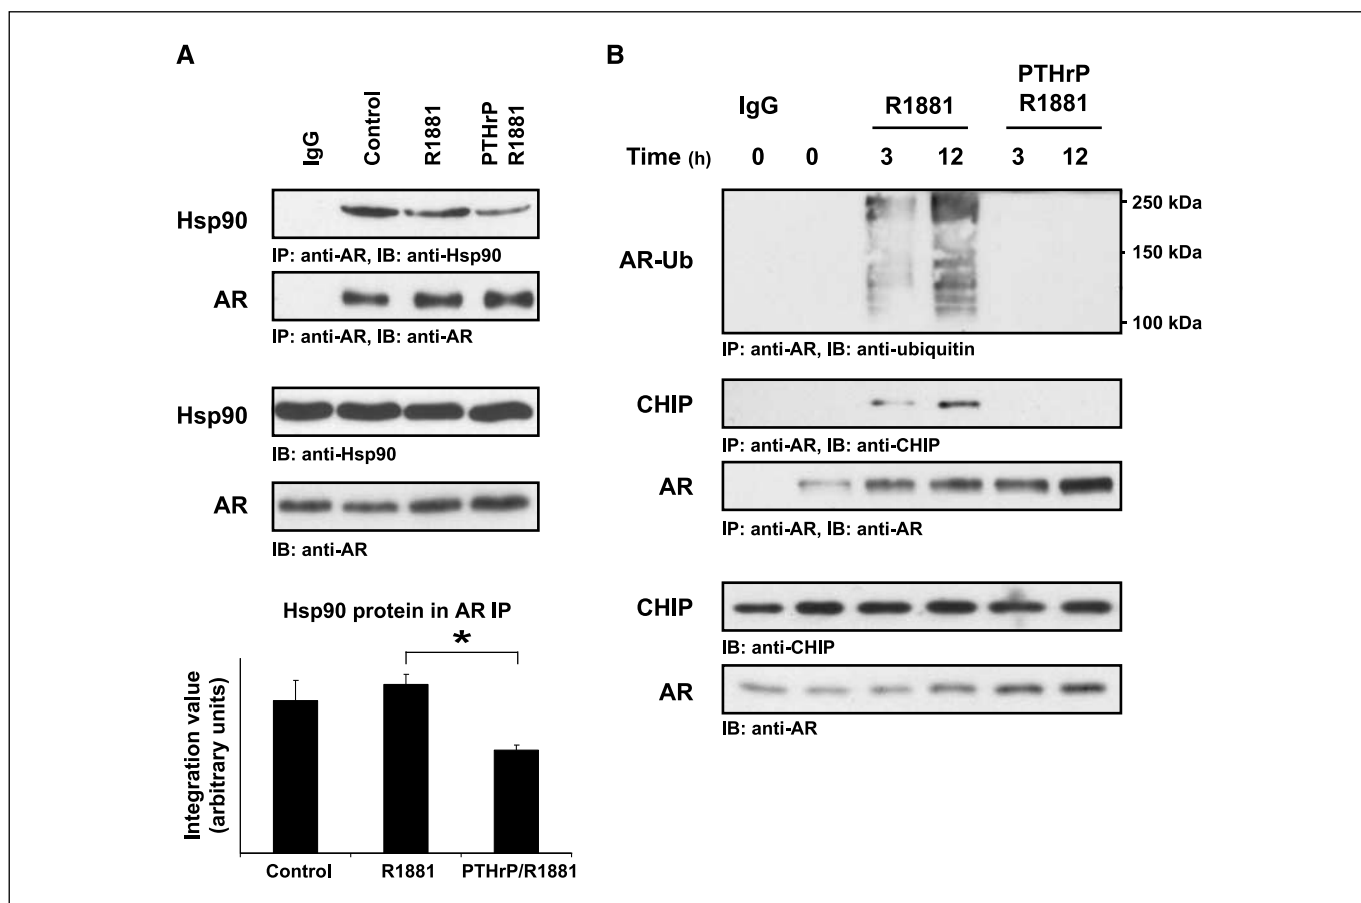 A
IgG
Control
R1881
PTHrP
R1881
Hsp90
IP: anti-AR, IB: anti-Hsp90
AR
IP: anti-AR, IB: anti-AR
Hsp90
IB: anti-Hsp90
AR
IB: anti-AR
Hsp90 protein in AR IP
*
Integration value
(arbitrary units)
Control R1881 PTHrP/R1881
B
PTHrP
IgG R1881 R1881
Time (h) 0 0 3 12 3 12
AR-Ub
250 kDa
150 kDa
100 kDa
IP: anti-AR, IB: anti-ubiquitin
CHIP
IP: anti-AR, IB: anti-CHIP
AR
IP: anti-AR, IB: anti-AR
CHIP
IB: anti-CHIP
AR
IB: anti-AR